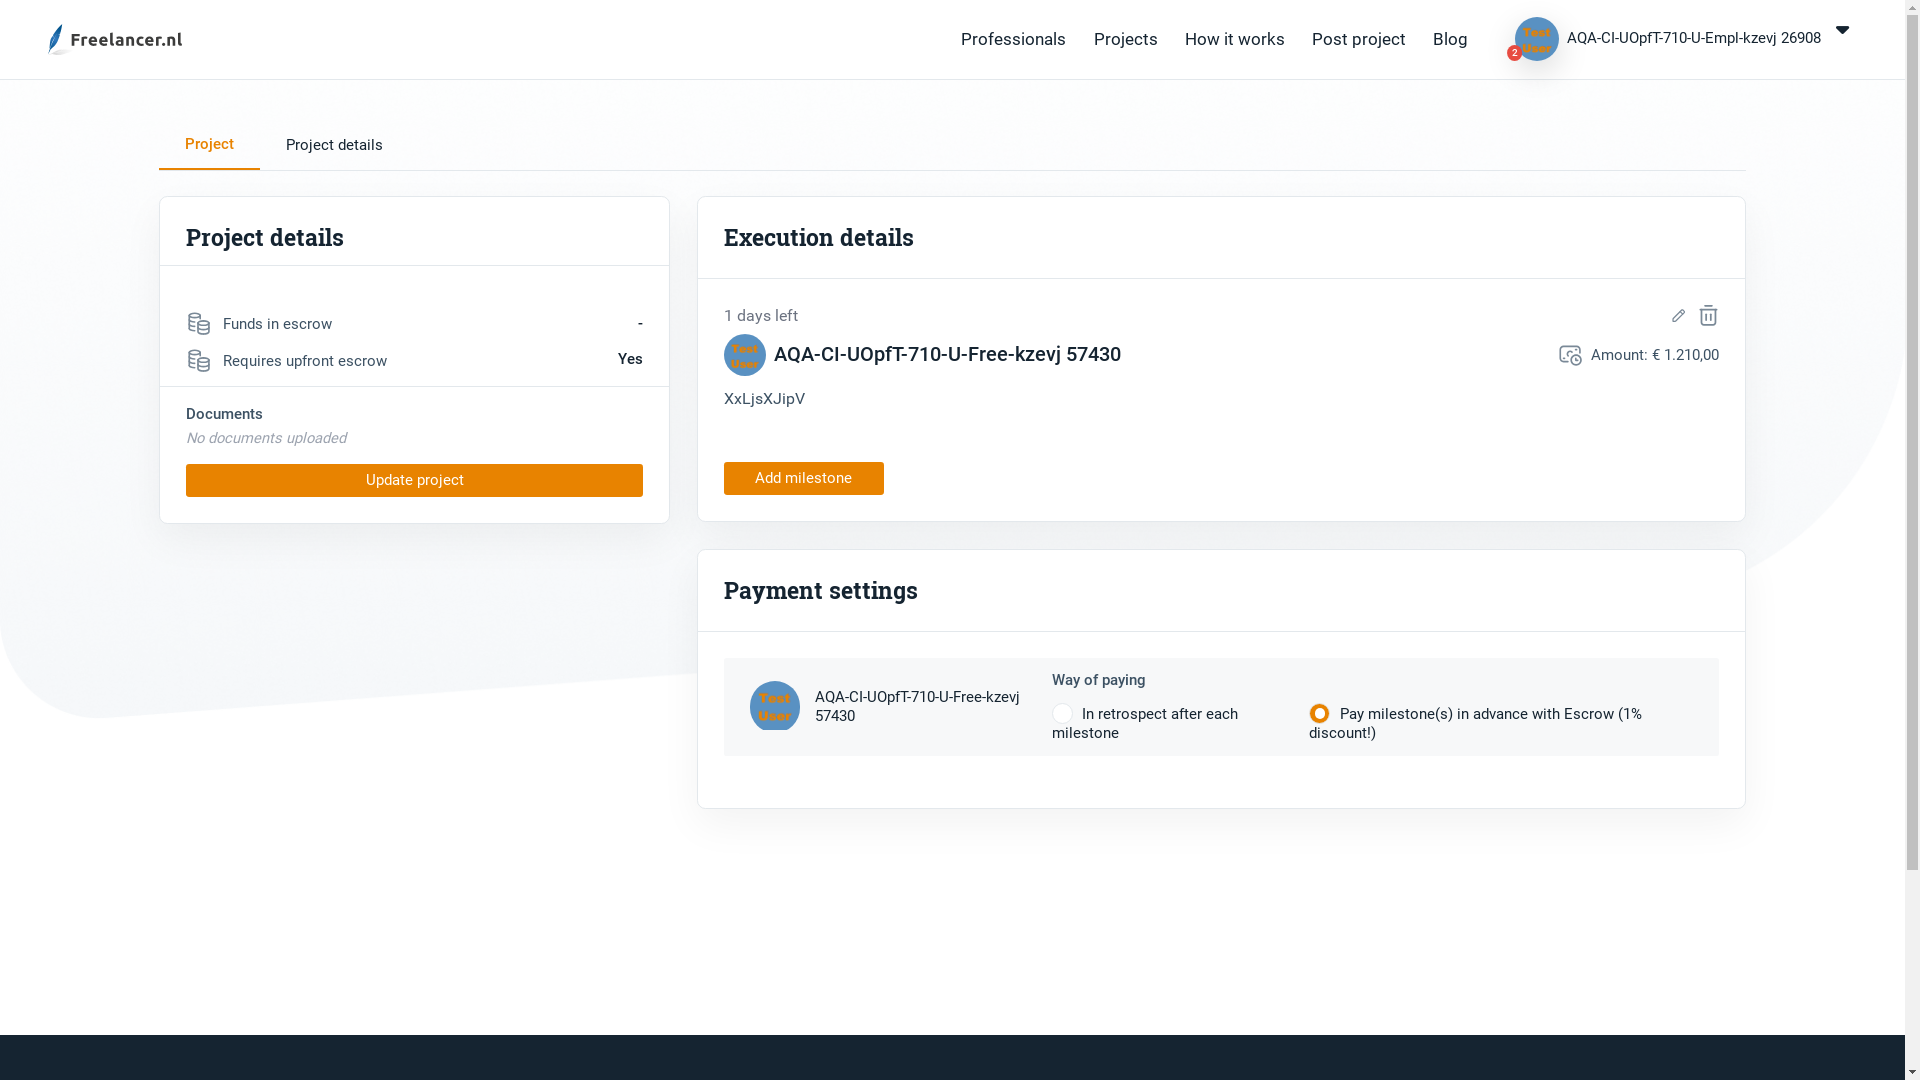 Freelancer.nl
Professionals
Projects
How it works
Post project
Blog
Test
User
2
AQA-CI-UOpfT-710-U-Empl-kzevj 26908
Project
Project details
Project details
Funds in escrow
-
Requires upfront escrow
Yes
Documents
No documents uploaded
Update project
Execution details
1 days left
Test
User
AQA-CI-UOpfT-710-U-Free-kzevj 57430
Amount: € 1.210,00
XxLjsXJipV
Add milestone
Payment settings
Test
User
AQA-CI-UOpfT-710-U-Free-kzevj
57430
Way of paying
In retrospect after each
milestone
Pay milestone(s) in advance with Escrow (1%
discount!)